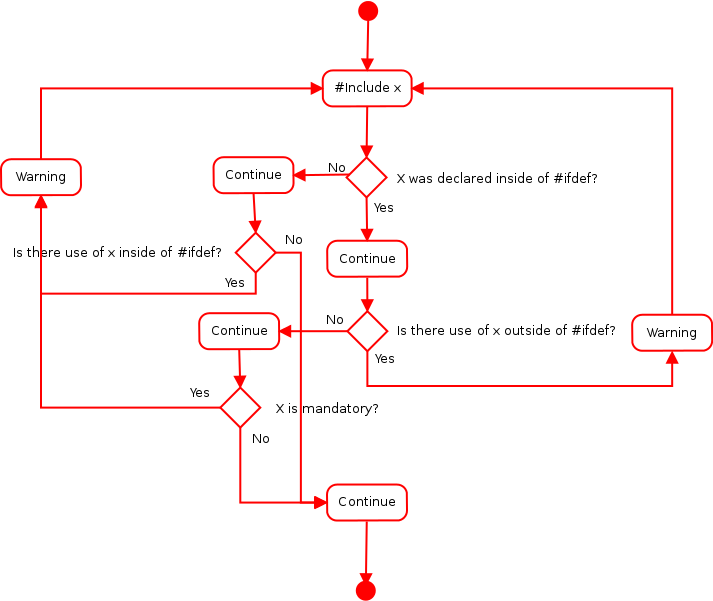 #Include x
No
Continue
Warning
X was declared inside of #ifdef?
Yes
No
Is there use of x inside of #ifdef?
Continue
Yes
No
Continue
Is there use of x outside of #ifdef?
Warning
Yes
Yes
X is mandatory?
No
Continue